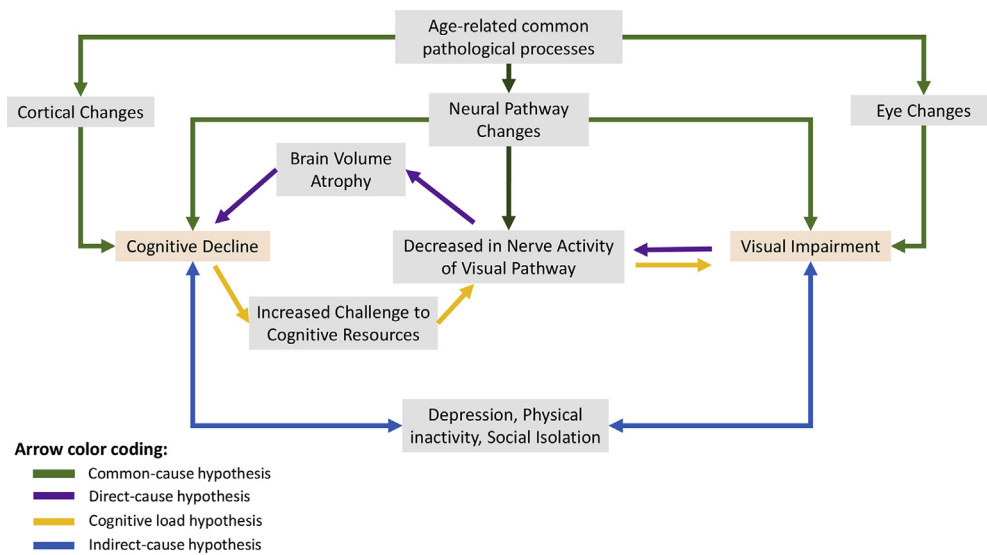 Age-related common
pathological processes
Cortical Changes
Neural Pathway
Changes
Eye Changes
Brain Volume
Atrophy
Cognitive Decline
Decreased in Nerve Activity
of Visual Pathway
Visual Impairment
Increased Challenge to
Cognitive Resources
Depression, Physical
inactivity, Social Isolation
Arrow color coding:
Common-cause hypothesis
Direct-cause hypothesis
Cognitive load hypothesis
Indirect-cause hypothesis